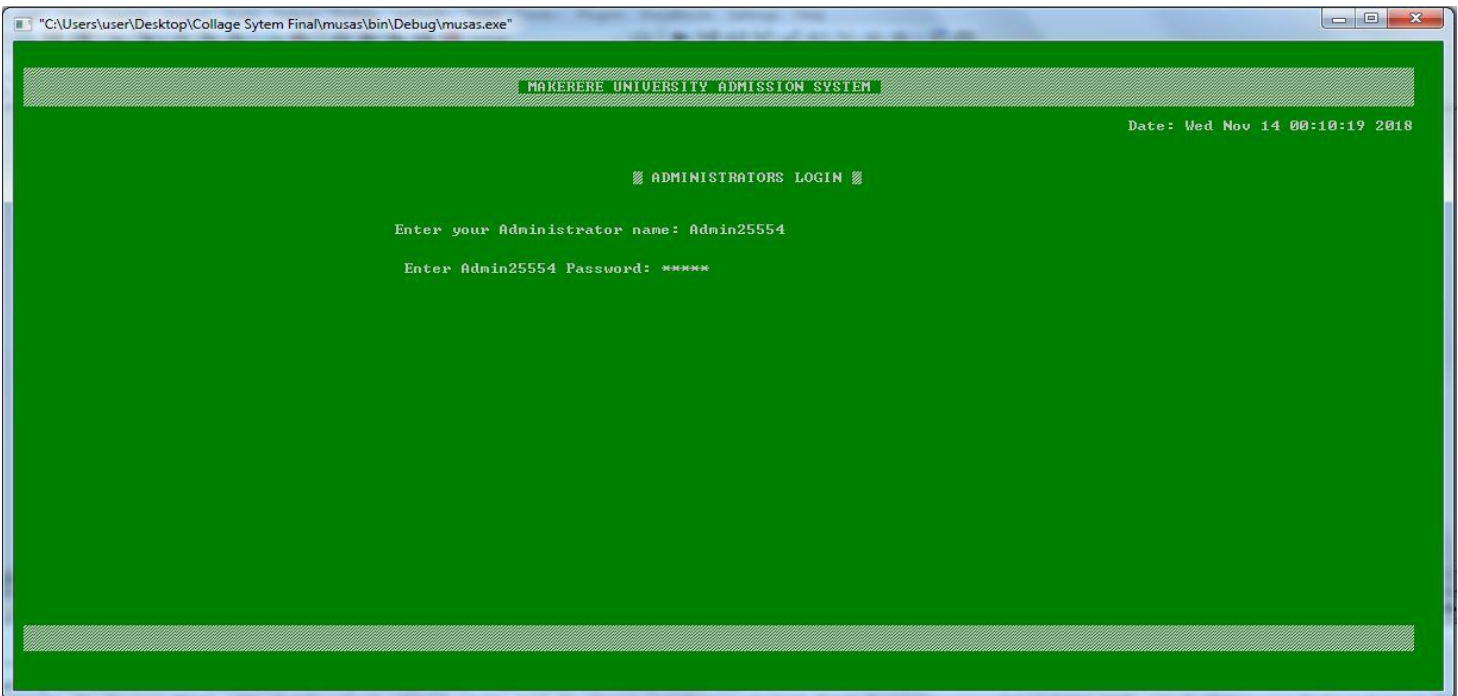 "C:\Users\user\Desktop\Collage Sytem Final\musas\bin\Debug\musas.exe"
MAKERERE UNIVERSITY ADMISSION SYSTEM
Date: Wed Nov 14 00:10:19 2018
ADMINISTRATORS LOGIN
Enter your Administrator name: Admin25554
Enter Admin25554 Password: *****